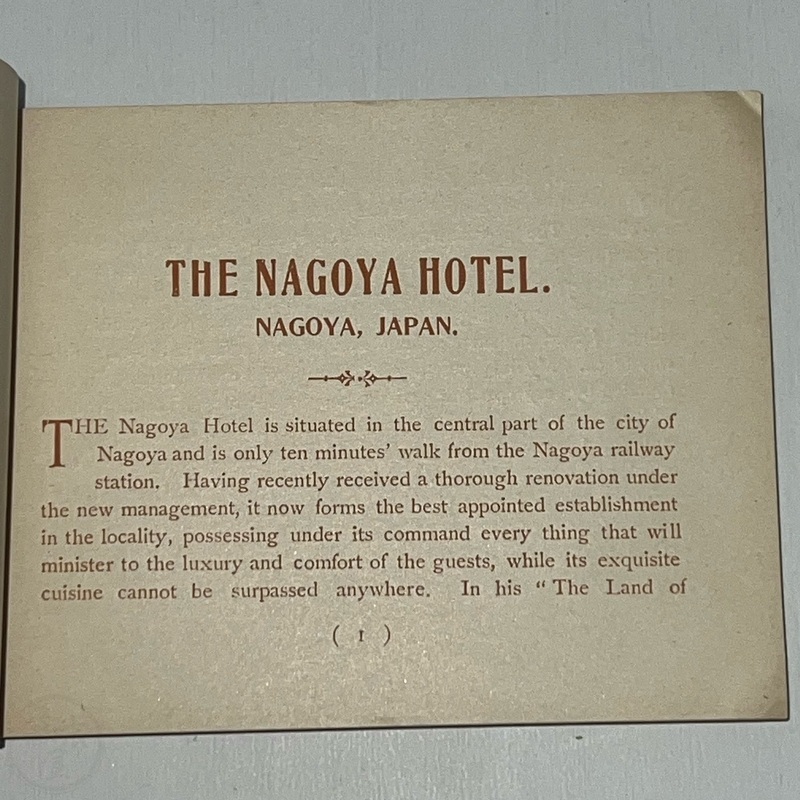 THE NAGOYA HOTEL.
NAGOYA, JAPAN.
THE Nagoya Hotel is situated in the central part of the city of
Nagoya and is only ten minutes' walk from the Nagoya railway
station. Having recently received a thorough renovation under
the new management, it now forms the best appointed establishment
in the locality, possessing under its command every thing that will
minister to the luxury and comfort of the guests, while its exquisite
cuisine cannot be surpassed anywhere. In his “The Land of
( 1 )